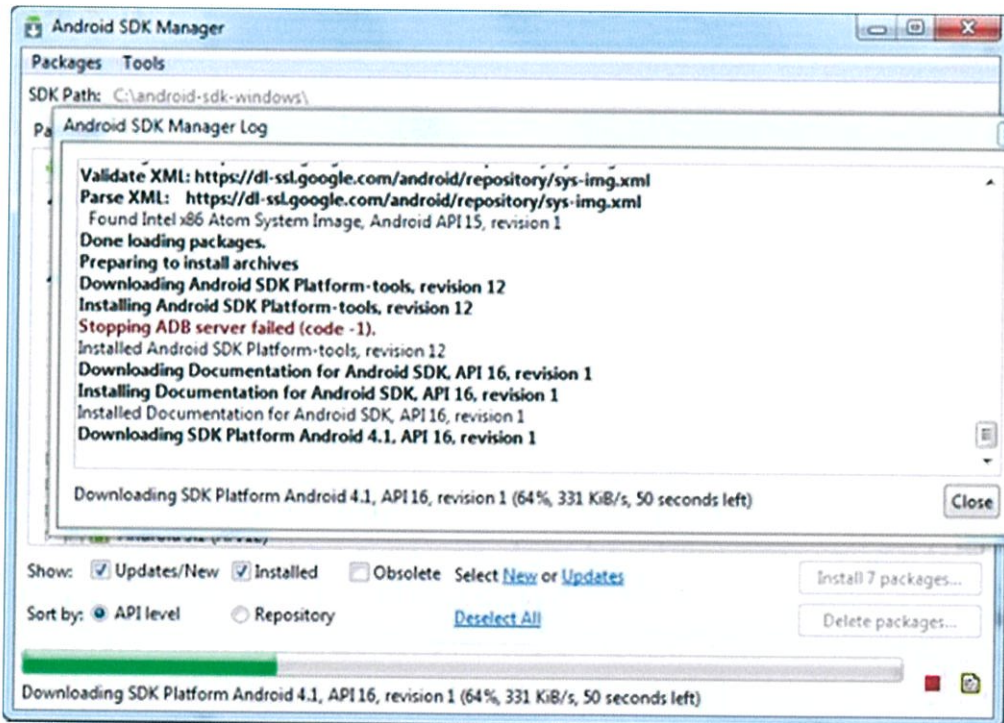 Android SDK Manager
Packages Tools
SDK Path: C:\android-sdk-windows\
Pa
Android SDK Manager Log
Validate XML: https://dl-ssl.google.com/android/repository/sys-img.xml
Parse XML: https://dl-ssl.google.com/android/repository/sys-img.xml
Found Intel x86 Atom System Image, Android API 15, revision 1
Done loading packages.
Preparing to install archives
Downloading Android SDK Platform-tools, revision 12
Installing Android SDK Platform-tools, revision 12
Stopping ADB server failed (code -1).
Installed Android SDK Platform-tools, revision 12
Downloading Documentation for Android SDK, API 16, revision 1
Installing Documentation for Android SDK, API 16, revision 1
Installed Documentation for Android SDK, API 16, revision 1
Downloading SDK Platform Android 4.1, API 16, revision 1
Downloading SDK Platform Android 4.1, API 16, revision 1 (64%, 331 KiB/s, 50 seconds left)
Close
Show: Updates/New Installed Obsolete Select New or Updates
Install 7 packages...
Sort by: API level Repository Deselect All
Delete packages...
Downloading SDK Platform Android 4.1, API 16, revision 1 (64%, 331 KiB/s, 50 seconds left)